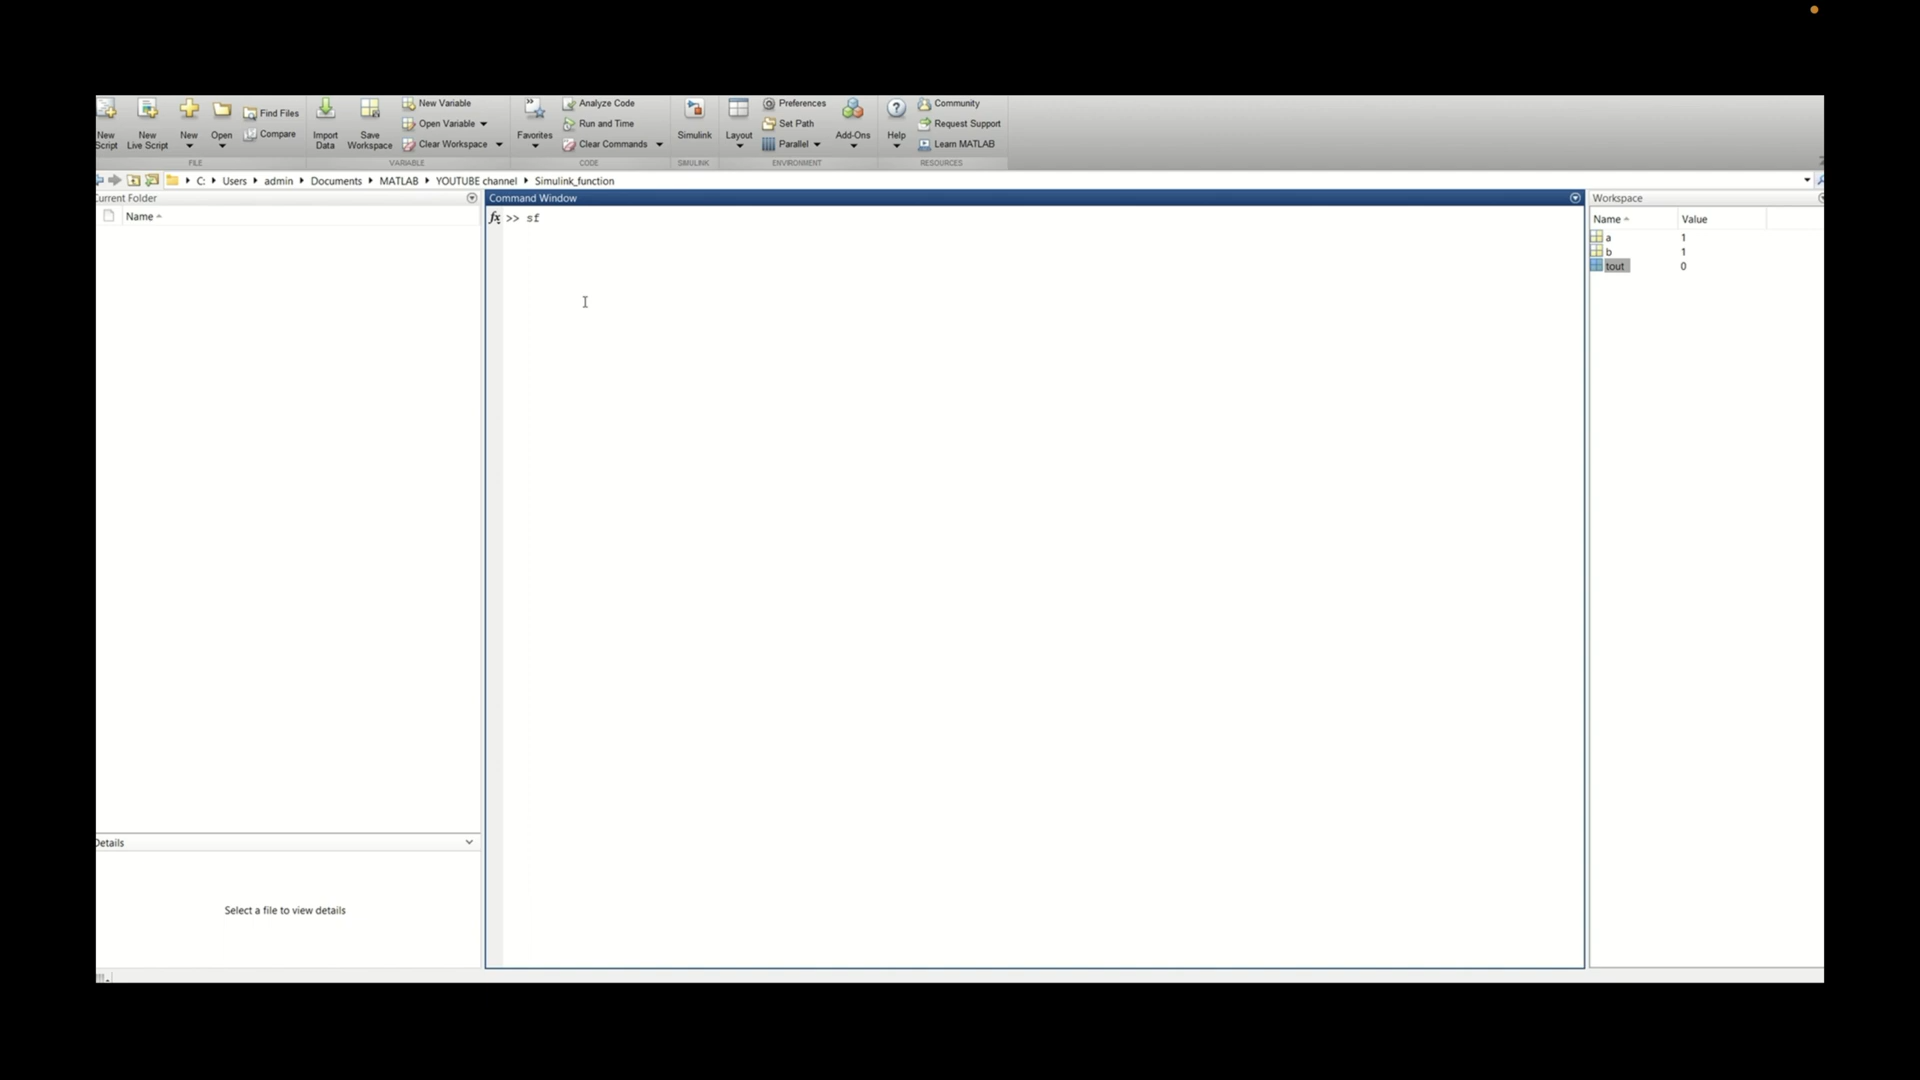 New Script
New Live Script
New
Open
Find Files
Compare
Import Data
Save Workspace
New Variable
Open Variable
Clear Workspace
Favorites
Analyze Code
Run and Time
Clear Commands
Simulink
Layout
Preferences
Set Path
Parallel
Add-Ons
Help
Community
Request Support
Learn MATLAB
FILE
VARIABLE
CODE
SIMULINK
ENVIRONMENT
RESOURCES
C: Users admin Documents MATLAB YOUTUBE channel Simulink_function
urrent Folder
Name
Command Window
fx >> sf
Workspace
Name Value
a 1
b 1
tout 0
Details
Select a file to view details